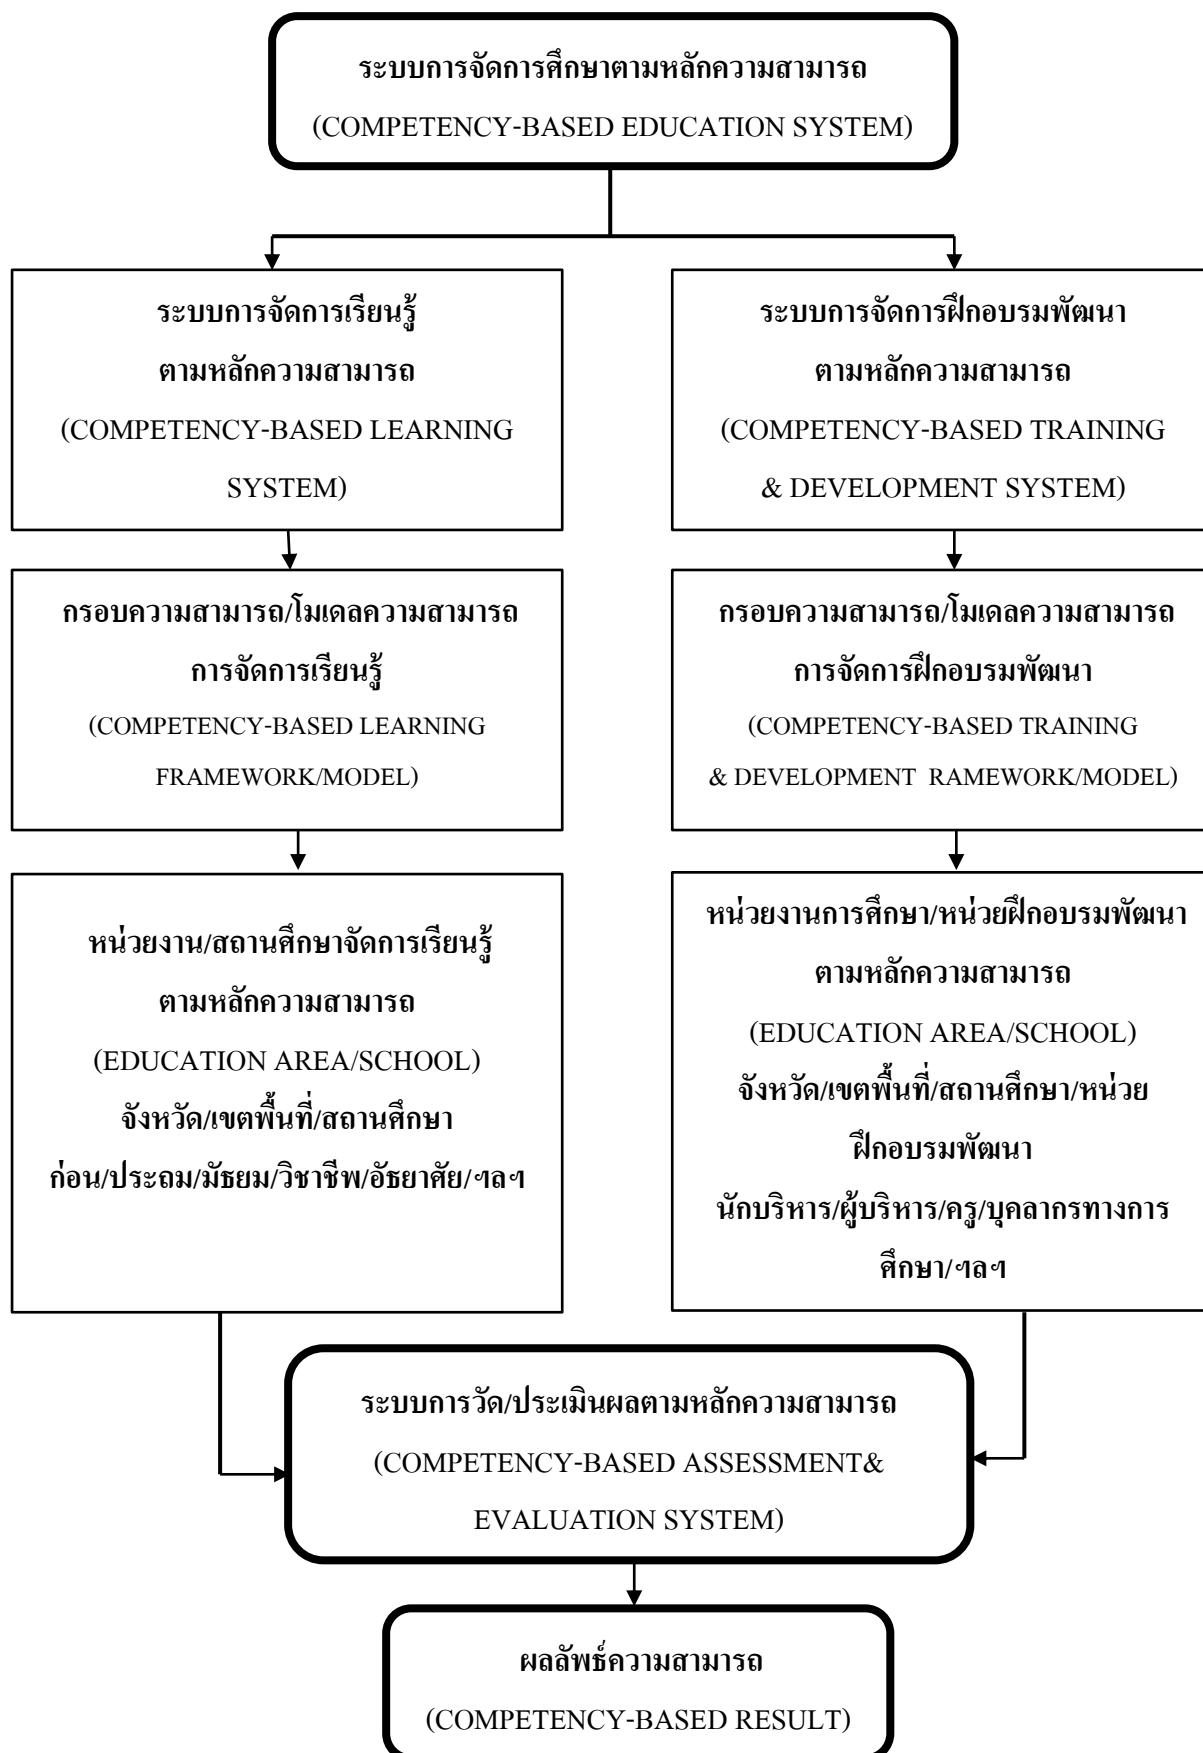 ระบบการจัดการศึกษาตามหลักความสามารถ
(COMPETENCY-BASED EDUCATION SYSTEM)
ระบบการจัดการเรียนรู้
ตามหลักความสามารถ
(COMPETENCY-BASED LEARNING
SYSTEM)
ระบบการจัดการฝึกอบรมพัฒนา
ตามหลักความสามารถ
(COMPETENCY-BASED TRAINING
& DEVELOPMENT SYSTEM)
กรอบความสามารถ/โมเดลความสามารถ
การจัดการเรียนรู้
(COMPETENCY-BASED LEARNING
FRAMEWORK/MODEL)
กรอบความสามารถ/โมเดลความสามารถ
การจัดการฝึกอบรมพัฒนา
(COMPETENCY-BASED TRAINING
& DEVELOPMENT RAMEWORK/MODEL)
หน่วยงาน/สถานศึกษาจัดการเรียนรู้
ตามหลักความสามารถ
(EDUCATION AREA/SCHOOL)
จังหวัด/เขตพื้นที่/สถานศึกษา
ก่อน/ประถม/มัธยม/วิชาชีพ/อัธยาศัย/ฯลฯ
หน่วยงานการศึกษา/หน่วยฝึกอบรมพัฒนา
ตามหลักความสามารถ
(EDUCATION AREA/SCHOOL)
จังหวัด/เขตพื้นที่/สถานศึกษา/หน่วย
ฝึกอบรมพัฒนา
นักบริหาร/ผู้บริหาร/ครู/บุคลากรทางการ
ศึกษา/ฯลฯ
ระบบการวัด/ประเมินผลตามหลักความสามารถ
(COMPETENCY-BASED ASSESSMENT&
EVALUATION SYSTEM)
ผลลัพธ์ความสามารถ
(COMPETENCY-BASED RESULT)